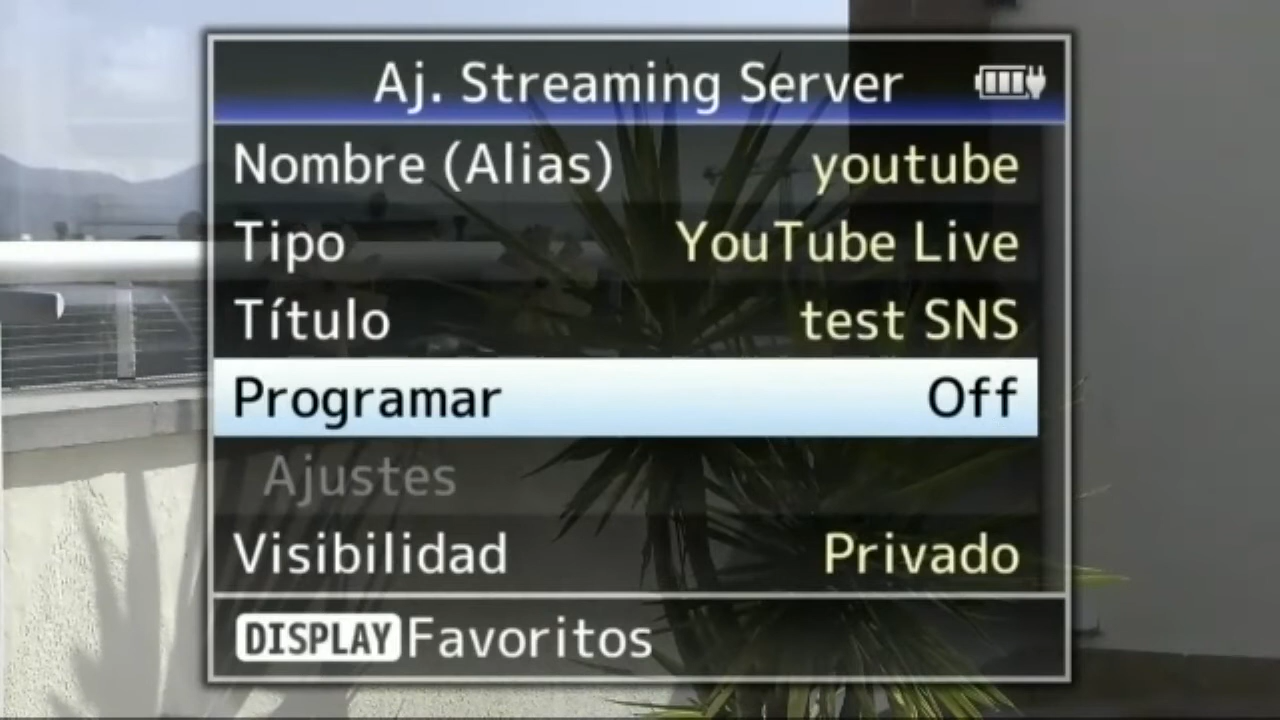 Aj. Streaming Server
Nombre (Alias) youtube
Tipo YouTube Live
Título test SNS
Programar Off
Ajustes
Visibilidad Privado
DISPLAY Favoritos